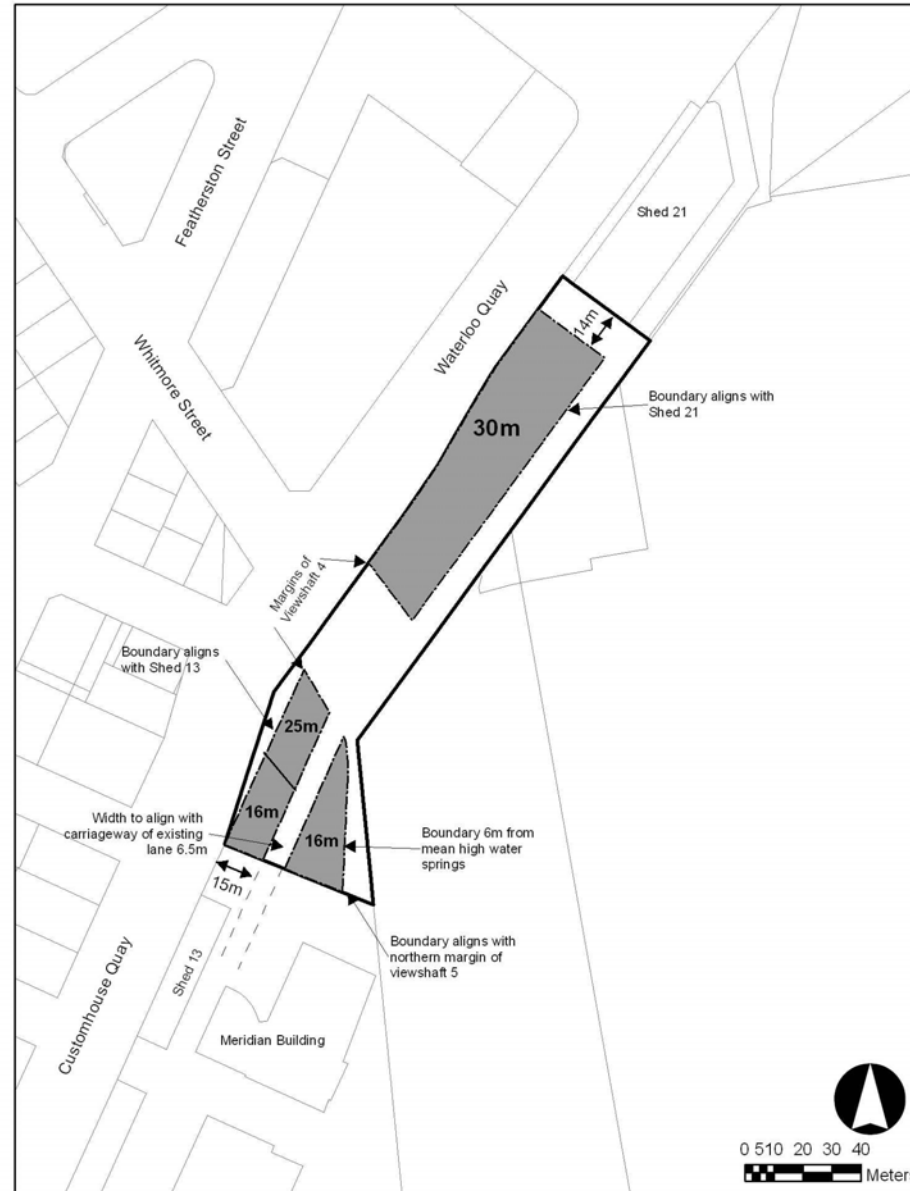 Featherston Street
Shed 21
Waterloo Quay
14m
Whitmore Street
Boundary aligns with
Shed 21
30m
Margins of
Viewshaft 4
Boundary aligns
with Shed 13
25m
Width to align with
carriageway of existing
lane 6.5m
16m
16m
Boundary 6m from
mean high water
springs
15m
Boundary aligns with
northern margin of
viewshaft 5
Customhouse Quay
Shed 13
Meridian Building
0 510 20 30 40
Meter